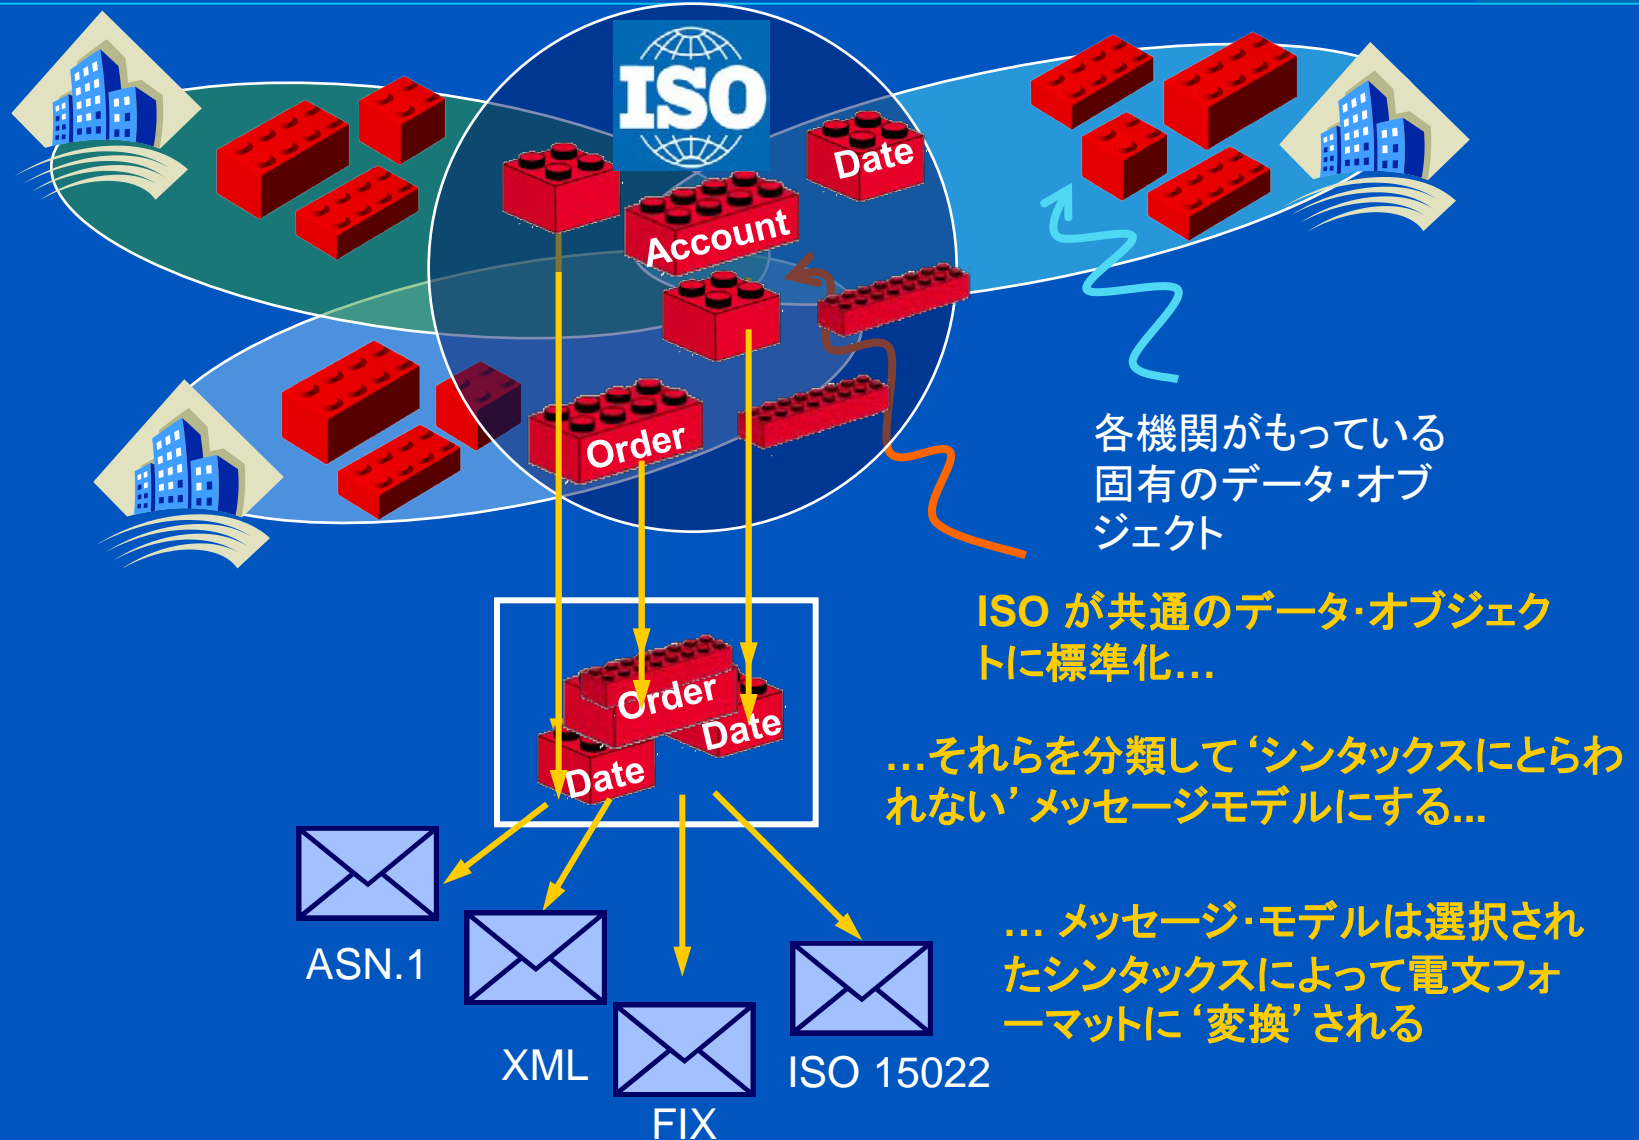 ISO
Date
Account
Order
各機関がもっている
固有のデータ・オブ
ジェクト
ISO が共通のデータ・オブジェク
トに標準化…
Order
Date
Date
…それらを分類して‘シンタックスにとらわ
れない’メッセージモデルにする...
… メッセージ・モデルは選択され
たシンタックスによって電文フォ
ーマットに‘変換’される
ASN.1
XML
FIX
ISO 15022